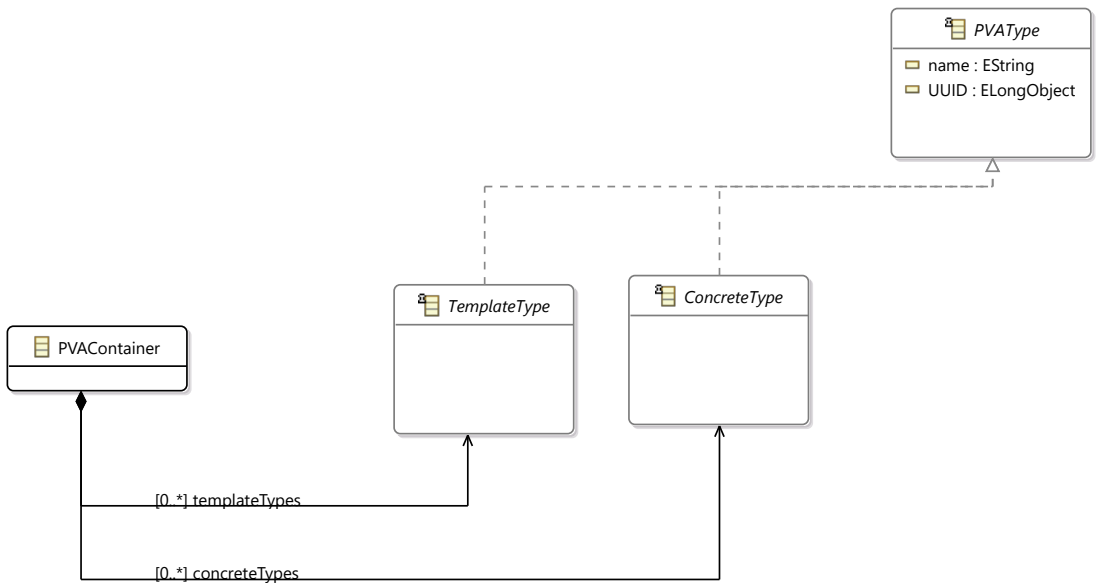 PVAType
name : EString
UUID : ELongObject
TemplateType
ConcreteType
PVAContainer
[0..*] templateTypes
[0..*] concreteTypes